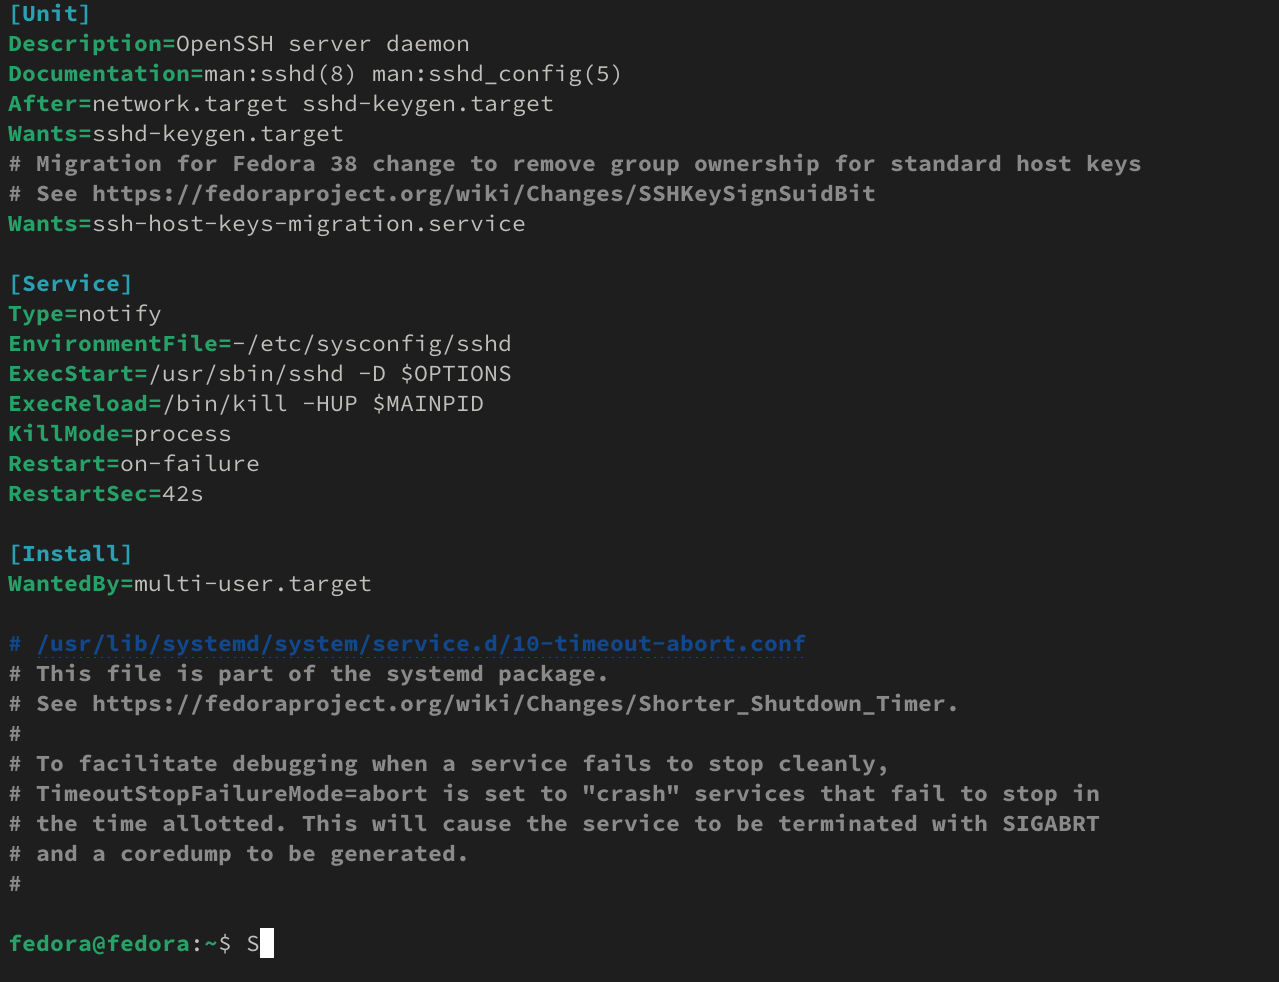 [Unit]
Description=OpenSSH server daemon
Documentation=man:sshd(8) man:sshd_config(5)
After=network.target sshd-keygen.target
Wants=sshd-keygen.target
# Migration for Fedora 38 change to remove group ownership for standard host keys
# See https://fedoraproject.org/wiki/Changes/SSHKeySignSuidBit
Wants=ssh-host-keys-migration.service
[Service]
Type=notify
EnvironmentFile=-/etc/sysconfig/sshd
ExecStart=/usr/sbin/sshd -D $OPTIONS
ExecReload=/bin/kill -HUP $MAINPID
KillMode=process
Restart=on-failure
RestartSec=42s
[Install]
WantedBy=multi-user.target
# /usr/lib/systemd/system/service.d/10-timeout-abort.conf
# This file is part of the systemd package.
# See https://fedoraproject.org/wiki/Changes/Shorter_Shutdown_Timer.
#
# To facilitate debugging when a service fails to stop cleanly,
# TimeoutStopFailureMode=abort is set to "crash" services that fail to stop in
# the time allotted. This will cause the service to be terminated with SIGABRT
# and a coredump to be generated.
#
fedora@fedora:~$ S